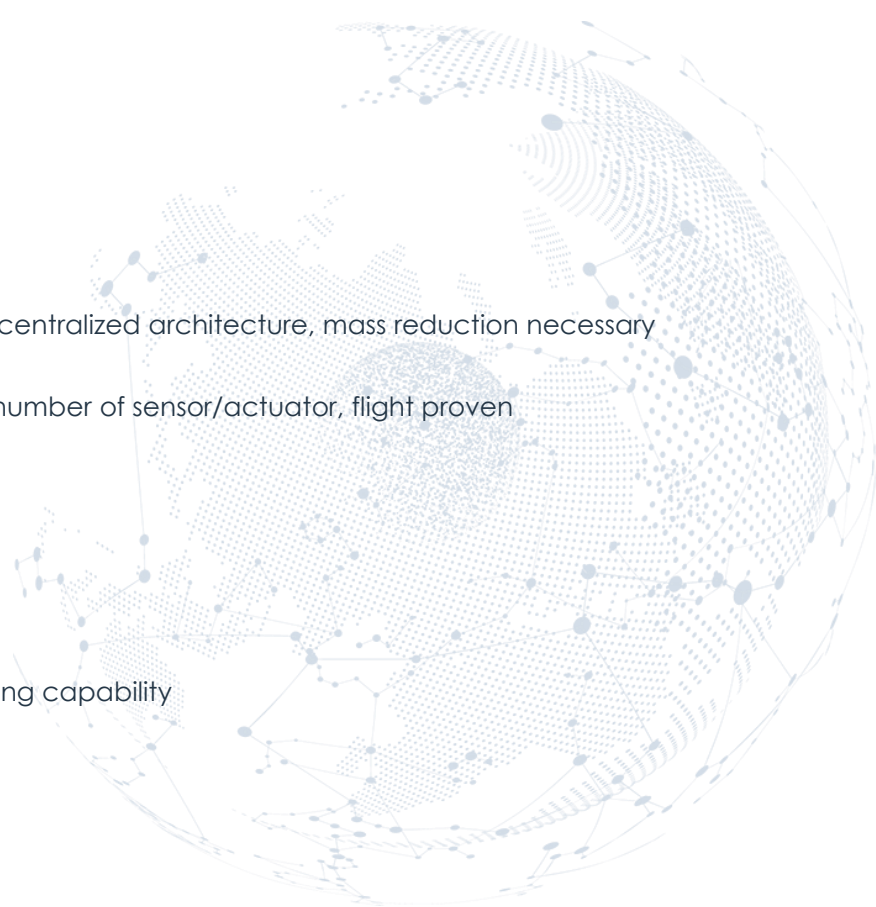 centralized architecture, mass reduction necessary
number of sensor/actuator, flight proven
ng capability